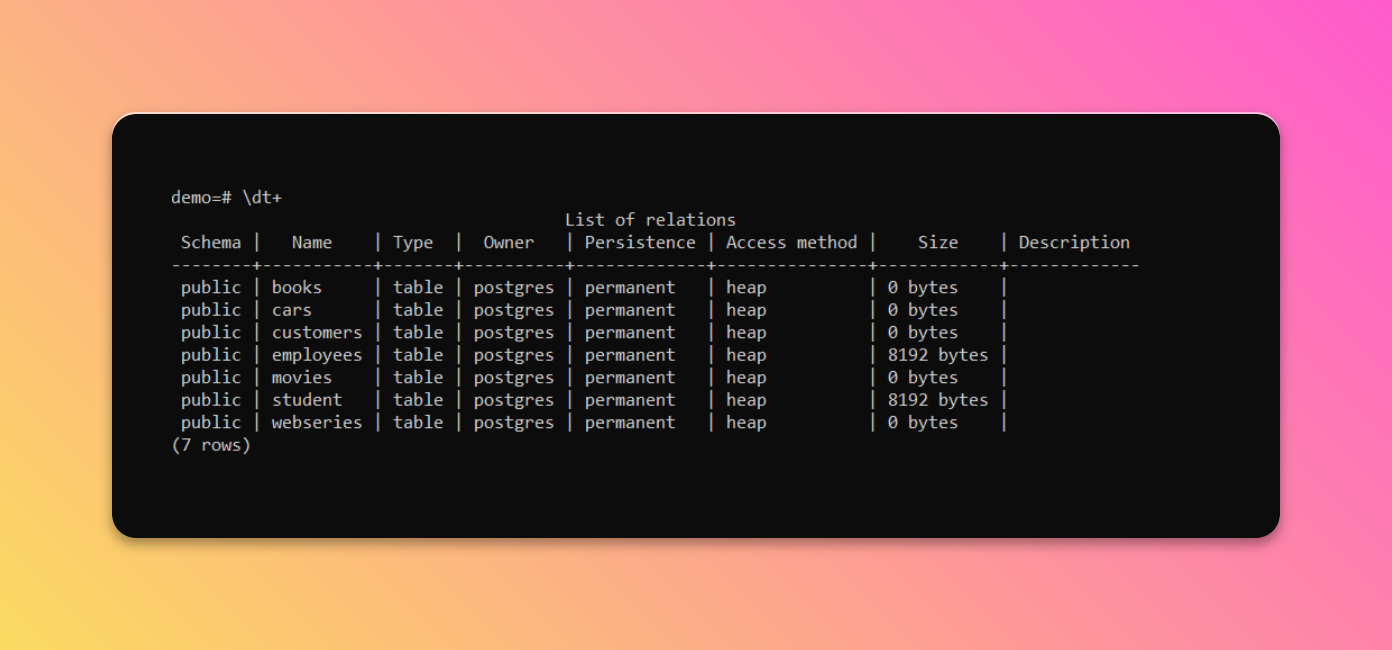 demo=# \dt+
                                       List of relations
 Schema |   Name    | Type  |  Owner   | Persistence | Access method |    Size    | Description
--------+-----------+-------+----------+-------------+---------------+------------+-------------
 public | books     | table | postgres | permanent   | heap          | 0 bytes    |
 public | cars      | table | postgres | permanent   | heap          | 0 bytes    |
 public | customers | table | postgres | permanent   | heap          | 0 bytes    |
 public | employees | table | postgres | permanent   | heap          | 8192 bytes |
 public | movies    | table | postgres | permanent   | heap          | 0 bytes    |
 public | student   | table | postgres | permanent   | heap          | 8192 bytes |
 public | webseries | table | postgres | permanent   | heap          | 0 bytes    |
(7 rows)